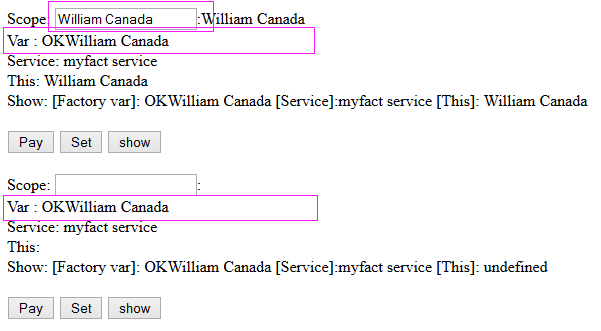 Scope: William Canada :William Canada
Var : OKWilliam Canada
Service: myfact service
This: William Canada
Show: [Factory var]: OKWilliam Canada [Service]:myfact service [This]: William Canada
Pay Set show
Scope: :
Var : OKWilliam Canada
Service: myfact service
This:
Show: [Factory var]: OKWilliam Canada [Service]:myfact service [This]: undefined
Pay Set show